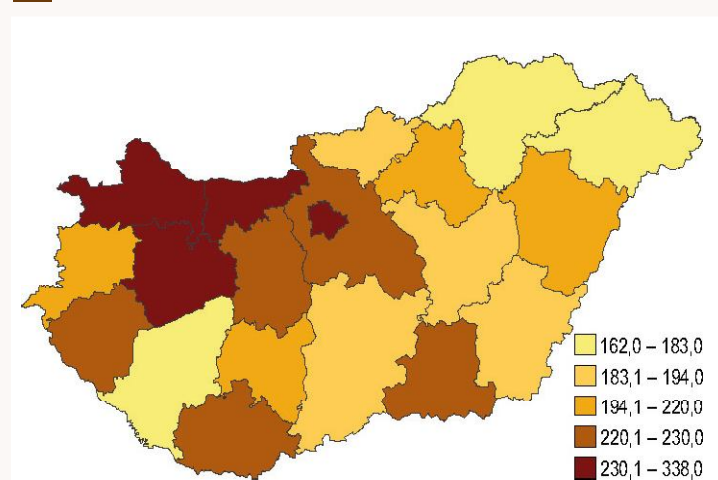 162,0 – 183,0
183,1 – 194,0
194,1 – 220,0
220,1 – 230,0
230,1 – 338,0